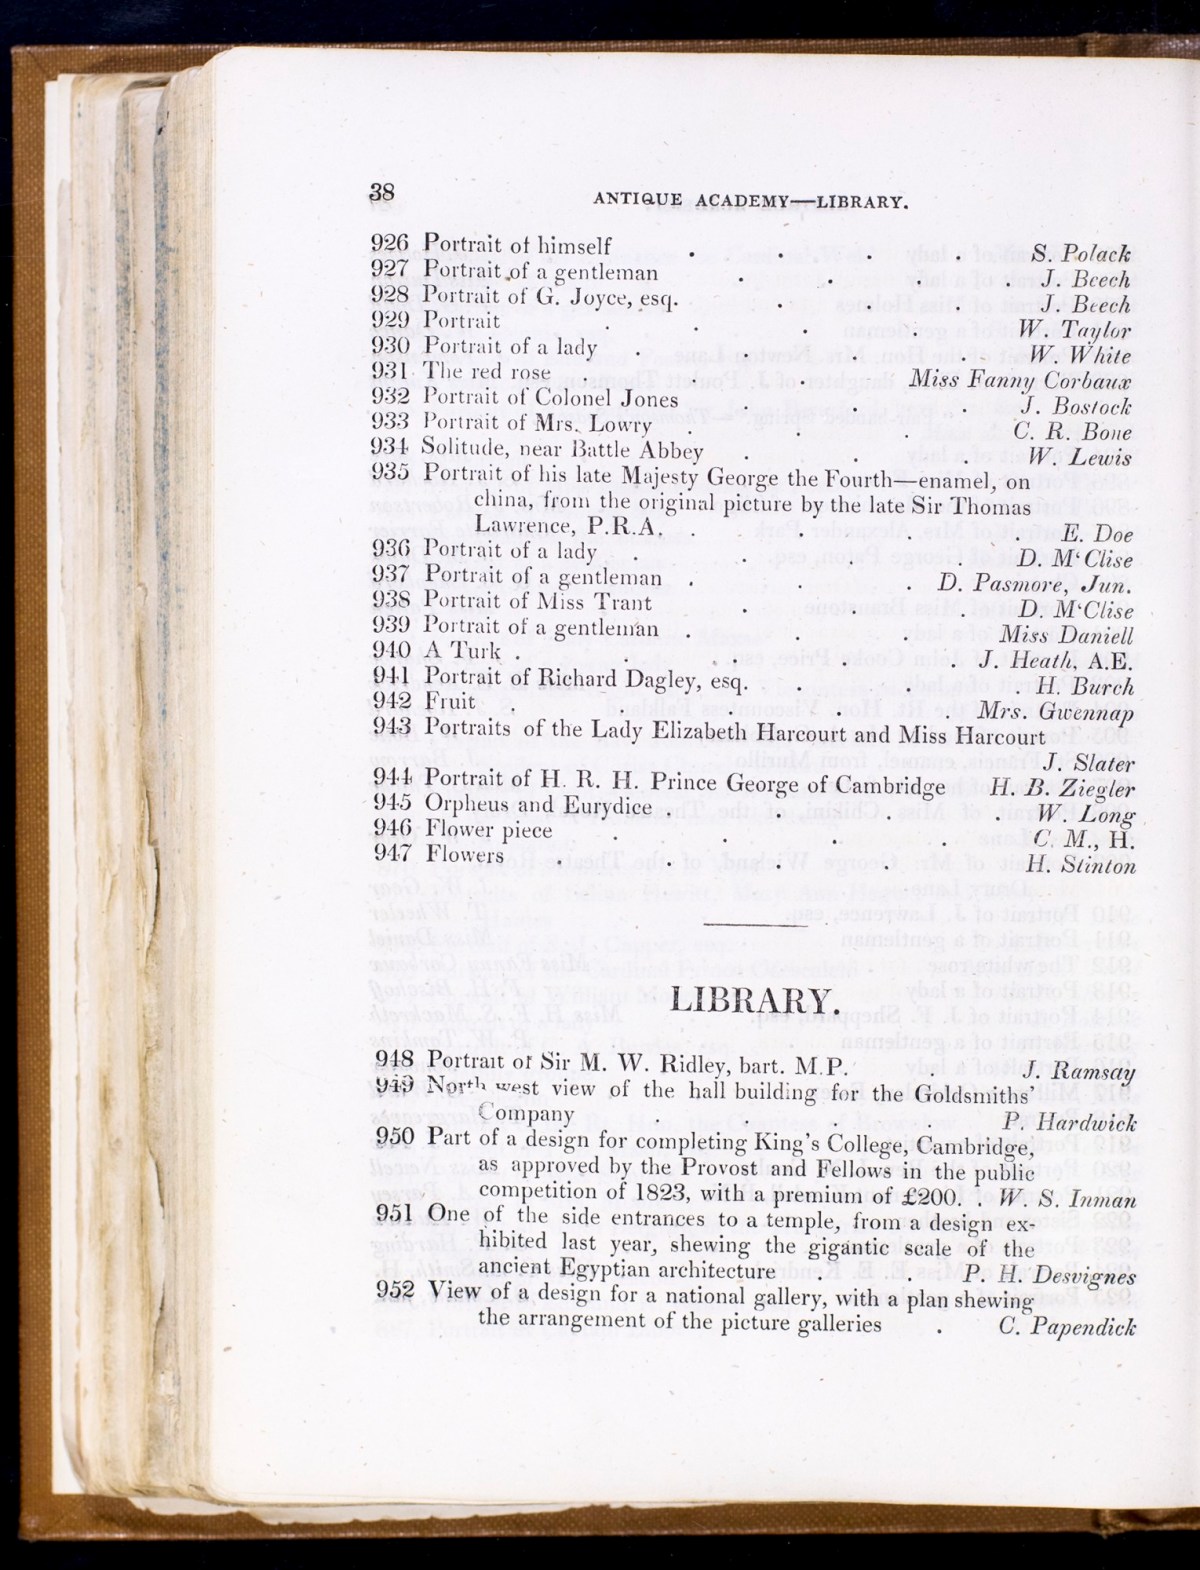 38 ANTIQUE ACADEMY—LIBRARY.
926 Portrait of himself . . . . S. Polack
927 Portrait of a gentleman . . . . J. Beech
928 Portrait of G. Joyce, esq. . . . J. Beech
929 Portrait . . . . W. Taylor
930 Portrait of a lady . . . . W. White
931 The red rose . . . Miss Fanny Corbaux
932 Portrait of Colonel Jones . J. Bostock
933 Portrait of Mrs. Lowry . . . C. R. Bone
934 Solitude, near Battle Abbey . . . W. Lewis
935 Portrait of his late Majesty George the Fourth—enamel, on
china, from the original picture by the late Sir Thomas
Lawrence, P.R.A. . . . . E. Doe
936 Portrait of a lady . . . . D. M‘Clise
937 Portrait of a gentleman . . . D. Pasmore, Jun.
938 Portrait of Miss Trant . . D. M‘Clise
939 Portrait of a gentleman . . . Miss Daniell
940 A Turk . . . . . J. Heath, A.E.
941 Portrait of Richard Dagley, esq. . . . H. Burch
942 Fruit . . . . . Mrs. Gwennap
943 Portraits of the Lady Elizabeth Harcourt and Miss Harcourt
J. Slater
944 Portrait of H. R. H. Prince George of Cambridge H. B. Ziegler
945 Orpheus and Eurydice . . . . W. Long
946 Flower piece . . . . C. M., H.
947 Flowers . . . . H. Stinton
LIBRARY.
948 Portrait of Sir M. W. Ridley, bart. M.P. J. Ramsay
949 North west view of the hall building for the Goldsmiths’
Company . . . P. Hardwick
950 Part of a design for completing King’s College, Cambridge,
as approved by the Provost and Fellows in the public
competition of 1823, with a premium of £200. . W. S. Inman
951 One of the side entrances to a temple, from a design ex-
hibited last year, shewing the gigantic scale of the
ancient Egyptian architecture . . P. H. Desvignes
952 View of a design for a national gallery, with a plan shewing
the arrangement of the picture galleries . C. Papendick